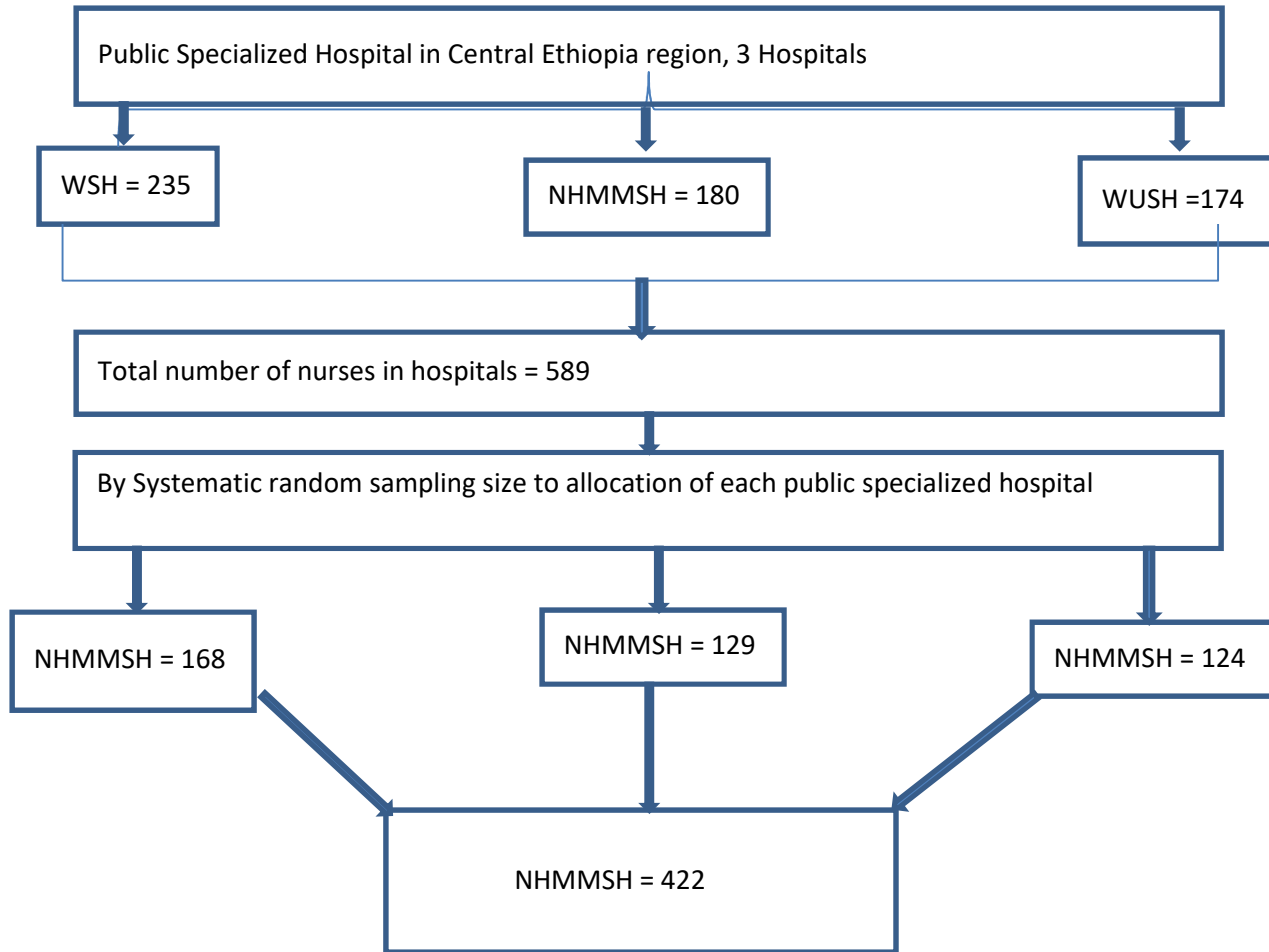 Public Specialized Hospital in Central Ethiopia region, 3 Hospitals
WSH = 235
NHMMSH = 180
WUSH =174
Total number of nurses in hospitals = 589
By Systematic random sampling size to allocation of each public specialized hospital
NHMMSH = 168
NHMMSH = 129
NHMMSH = 124
NHMMSH = 422